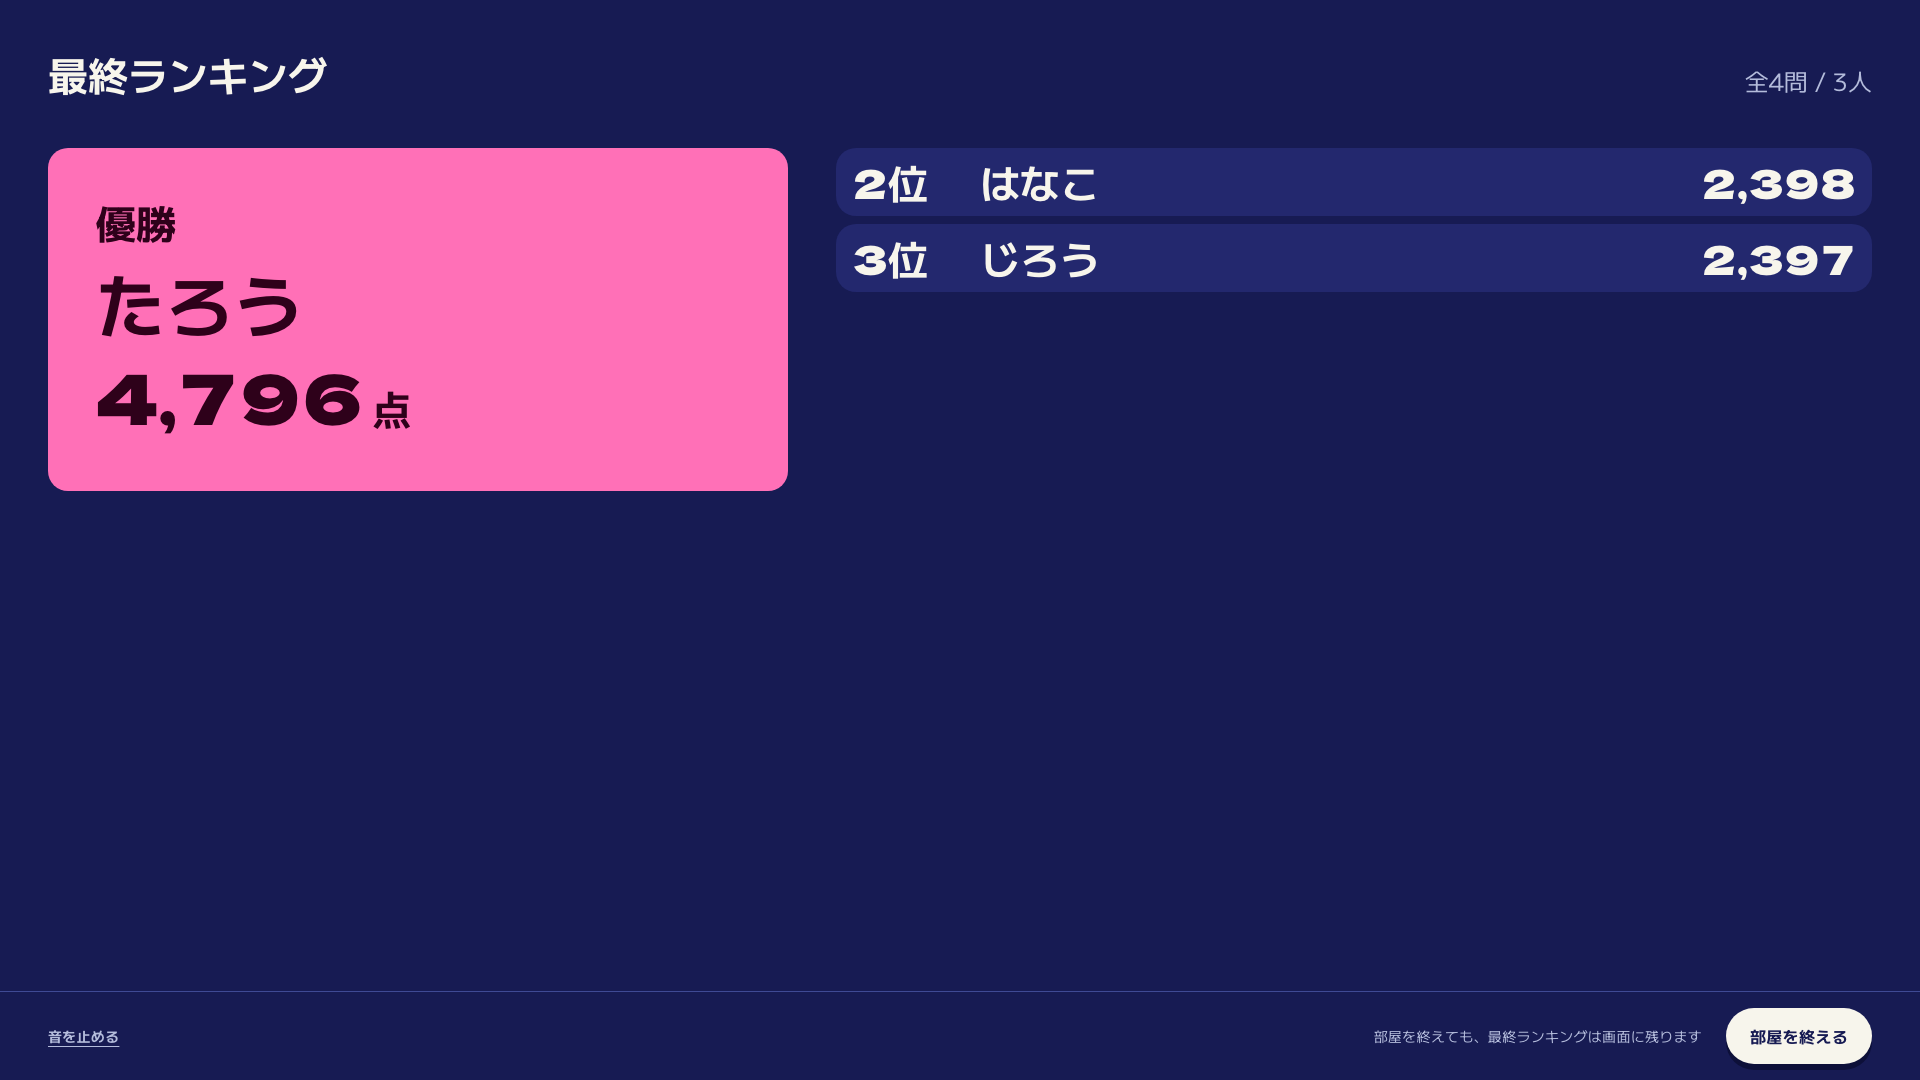 最終ランキング
全4問 / 3人
優勝
たろう
4,796 点
2位 はなこ 2,398
3位 じろう 2,397
音を止める
部屋を終えても、最終ランキングは画面に残ります
部屋を終える